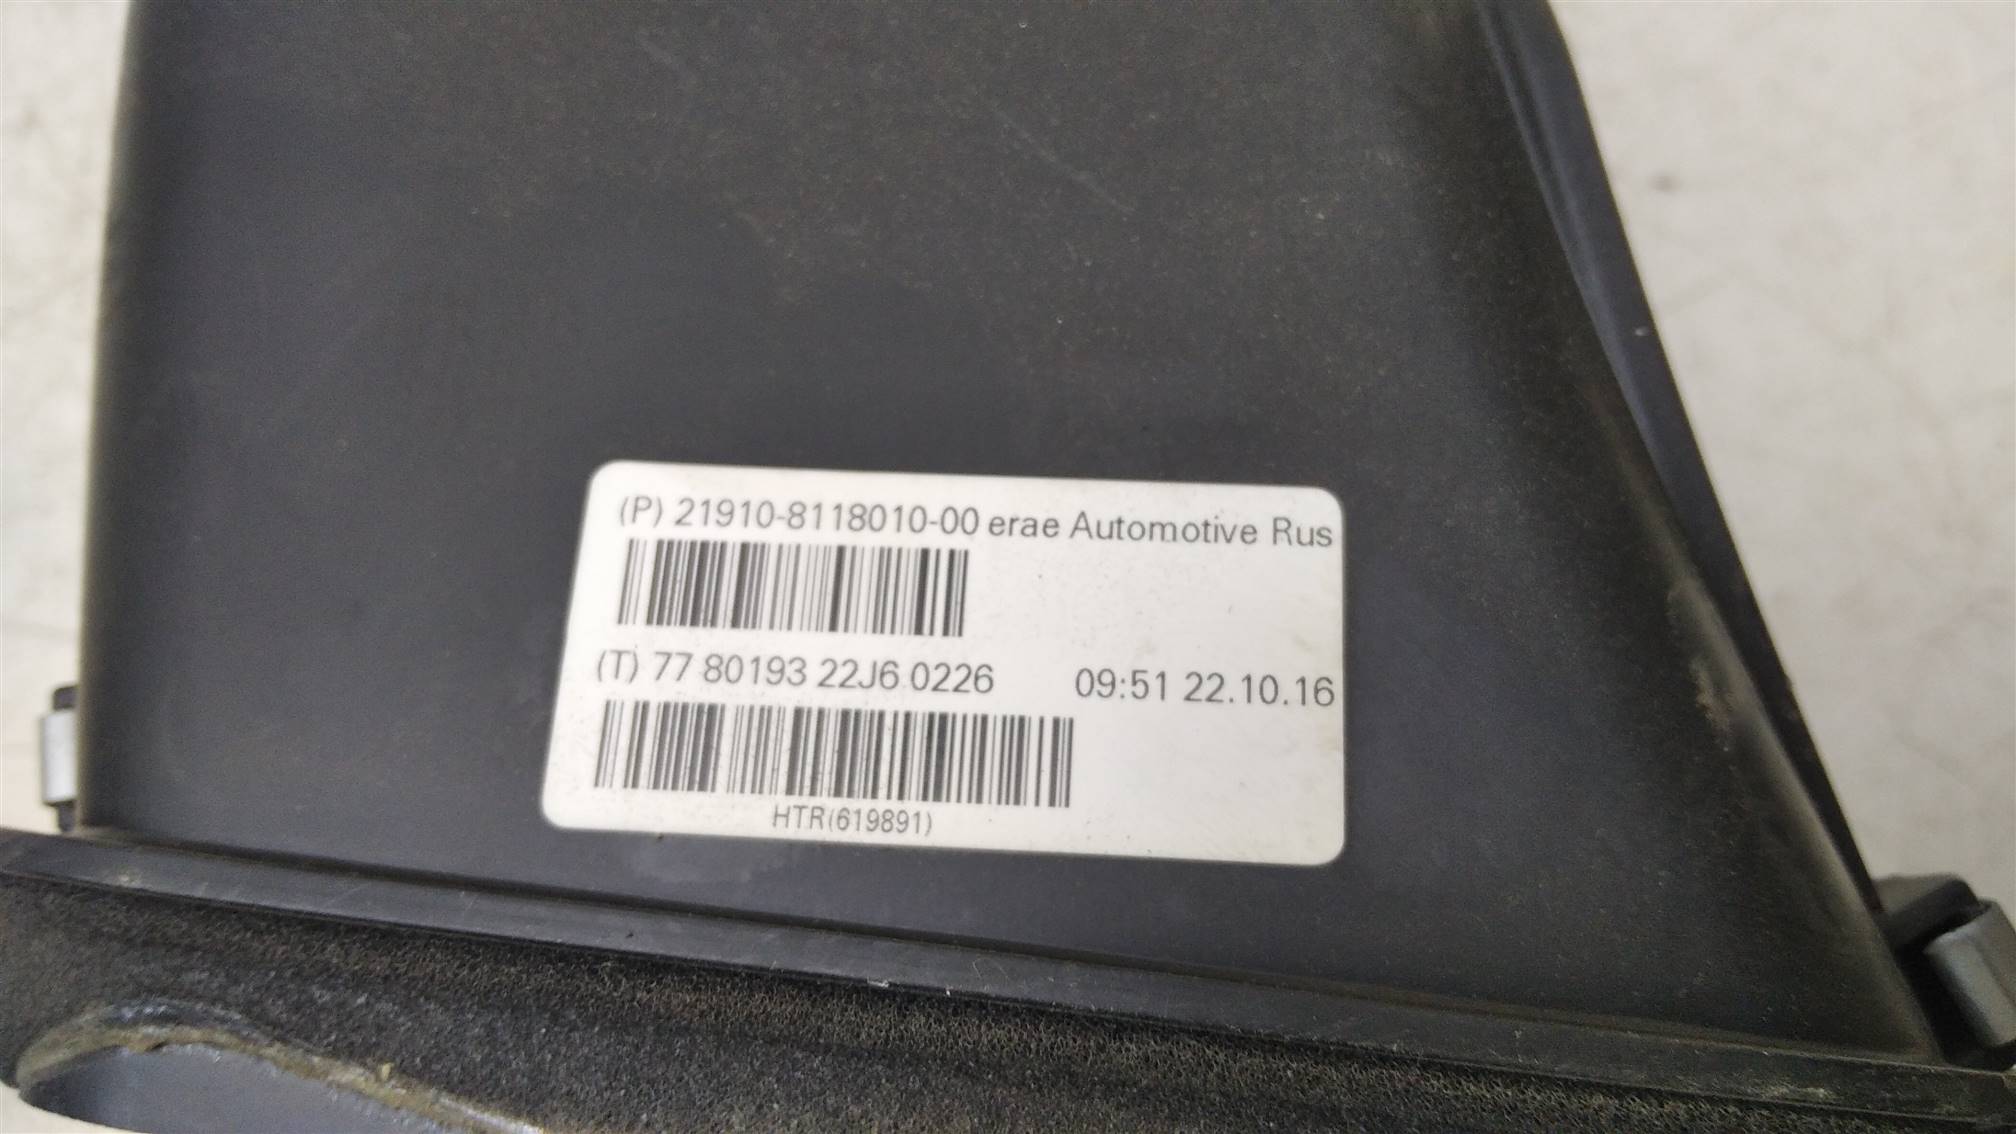 (P) 21910-8118010-00 erae Automotive Rus
(T) 77 80193 22J6 0226 09:51 22.10.16
HTR(619891)